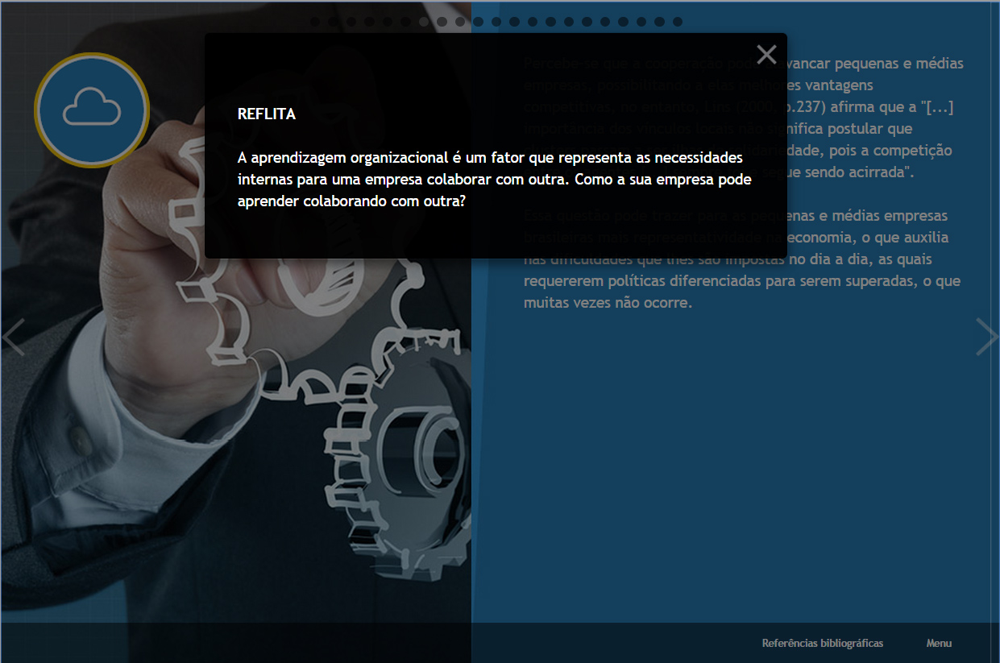 REFLITA
A aprendizagem organizacional é um fator que representa as necessidades
internas para uma empresa colaborar com outra. Como a sua empresa pode
aprender colaborando com outra?
Percebe-se que a cooperação pode alavancar pequenas e médias
empresas, possibilitando a elas melhores vantagens
competitivas, no entanto, Lins (2000, p.237) afirma que a "[...]
importância dos vínculos locais não significa postular que
dade, pois a competição
segue sendo acirrada".
Essa questão pode trazer para as pequenas e médias empresas
brasileiras mais representatividade na economia, o que auxilia
nas dificuldades que lhes são impostas no dia a dia, as quais
requererem políticas diferenciadas para serem superadas, o que
muitas vezes não ocorre.
Referências bibliográficas
Menu